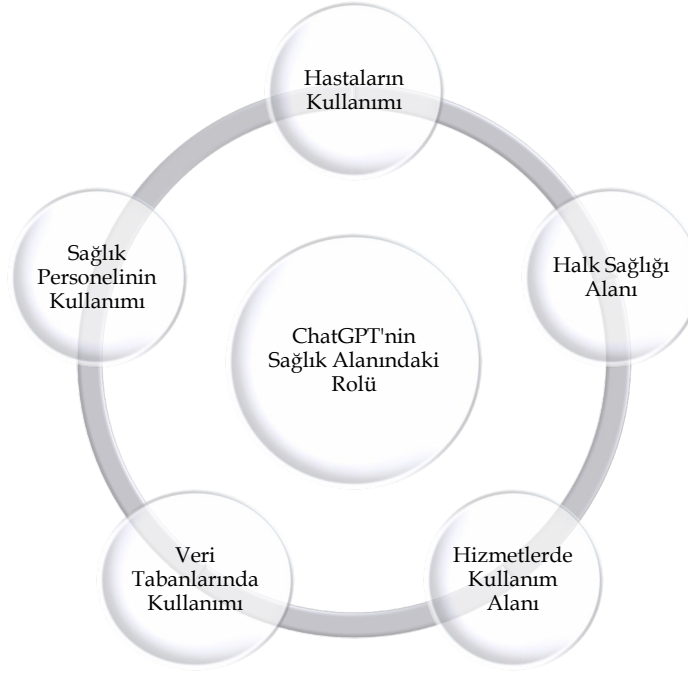 Hastaların
Kullanımı
Sağlık
Personelinin
Kullanımı
Halk Sağlığı
Alanı
ChatGPT'nin
Sağlık Alanındaki
Rolü
Veri
Tabanlarında
Kullanımı
Hizmetlerde
Kullanım
Alanı